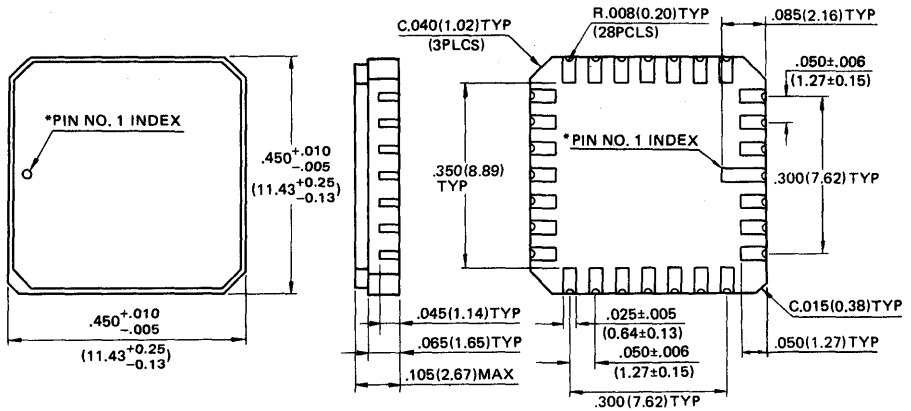 C.040(1.02)TYP
(3PLCS)
R.008(0.20)TYP
(28PCLS)
.085(2.16)TYP
.050±.006
(1.27±0.15)
*PIN NO. 1 INDEX
.450+.010
-.005
(11.43+0.25
-0.13)
.350(8.89)
TYP
*PIN NO. 1 INDEX
.300(7.62)TYP
.450+.010
-.005
(11.43+0.25
-0.13)
.045(1.14)TYP
.065(1.65)TYP
.105(2.67)MAX
.025±.005
(0.64±0.13)
.050±.006
(1.27±0.15)
.300(7.62)TYP
C.015(0.38)TYP
.050(1.27)TYP